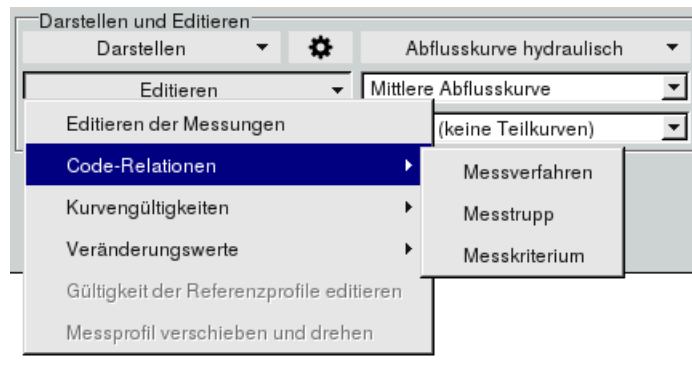 Darstellen und Editieren
Darstellen
Abflusskurve hydraulisch
Editieren
Mittlere Abflusskurve
Editieren der Messungen
(keine Teilkurven)
Code-Relationen
Messverfahren
Kurvengültigkeiten
Messtrupp
Veränderungswerte
Messkriterium
Gültigkeit der Referenzprofile editieren
Messprofil verschieben und drehen